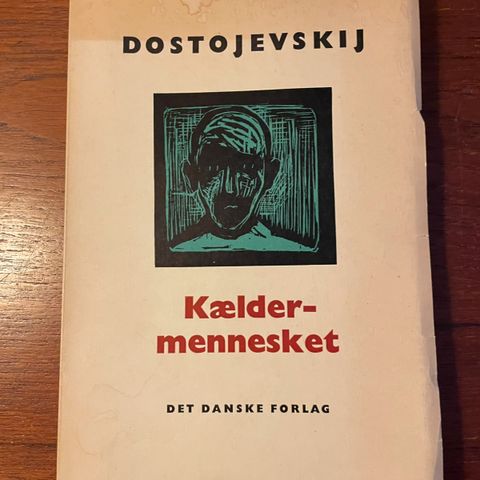 DOSTOJEVSKIJ
Kælder-
mennesket
DET DANSKE FORLAG